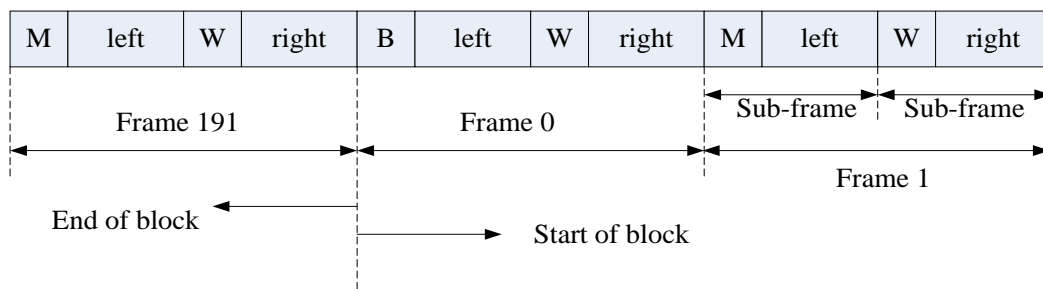 M left W right B left W right M left W right
Sub-frame Sub-frame
Frame 191 Frame 0
Frame 1
End of block Start of block